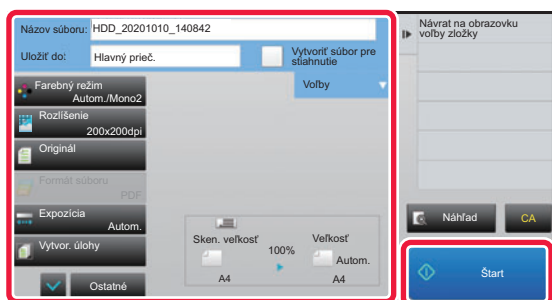 Názov súboru: HDD_20201010_140842
Uložiť do: Hlavný prieč.
Vytvoriť súbor pre
stiahnutie
Voľby
Farebný režim
Autom./Mono2
Rozlíšenie
200x200dpi
Originál
Formát súboru
PDF
Expozícia
Autom.
Vytvor. úlohy
Ostatné
Sken. veľkosť
A4
100%
Veľkosť
Autom.
A4
Návrat na obrazovku
voľby zložky
Náhľad
CA
Štart